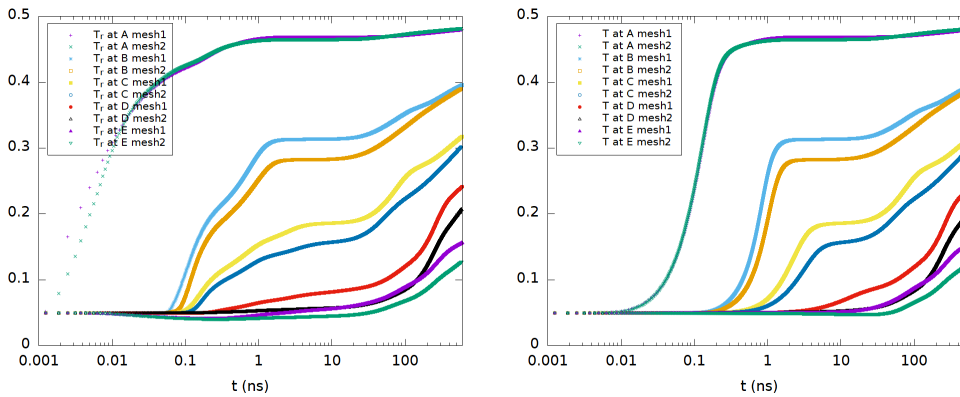 0.5
0.4
0.3
0.2
0.1
0
0.001
0.01
0.1
1
10
100
t (ns)
Tr at A mesh1
Tr at A mesh2
Tr at B mesh1
Tr at B mesh2
Tr at C mesh1
Tr at C mesh2
Tr at D mesh1
Tr at D mesh2
Tr at E mesh1
Tr at E mesh2
0.5
0.4
0.3
0.2
0.1
0
0.001
0.01
0.1
1
10
100
t (ns)
T at A mesh1
T at A mesh2
T at B mesh1
T at B mesh2
T at C mesh1
T at C mesh2
T at D mesh1
T at D mesh2
T at E mesh1
T at E mesh2